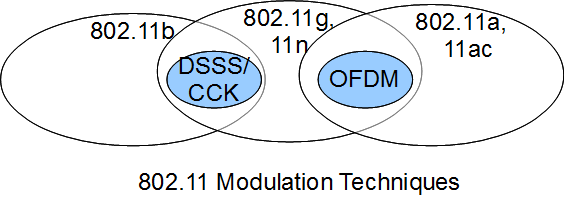 802.11b
802.11g,
11n
802.11a,
11ac
DSSS/
CCK
OFDM
802.11 Modulation Techniques